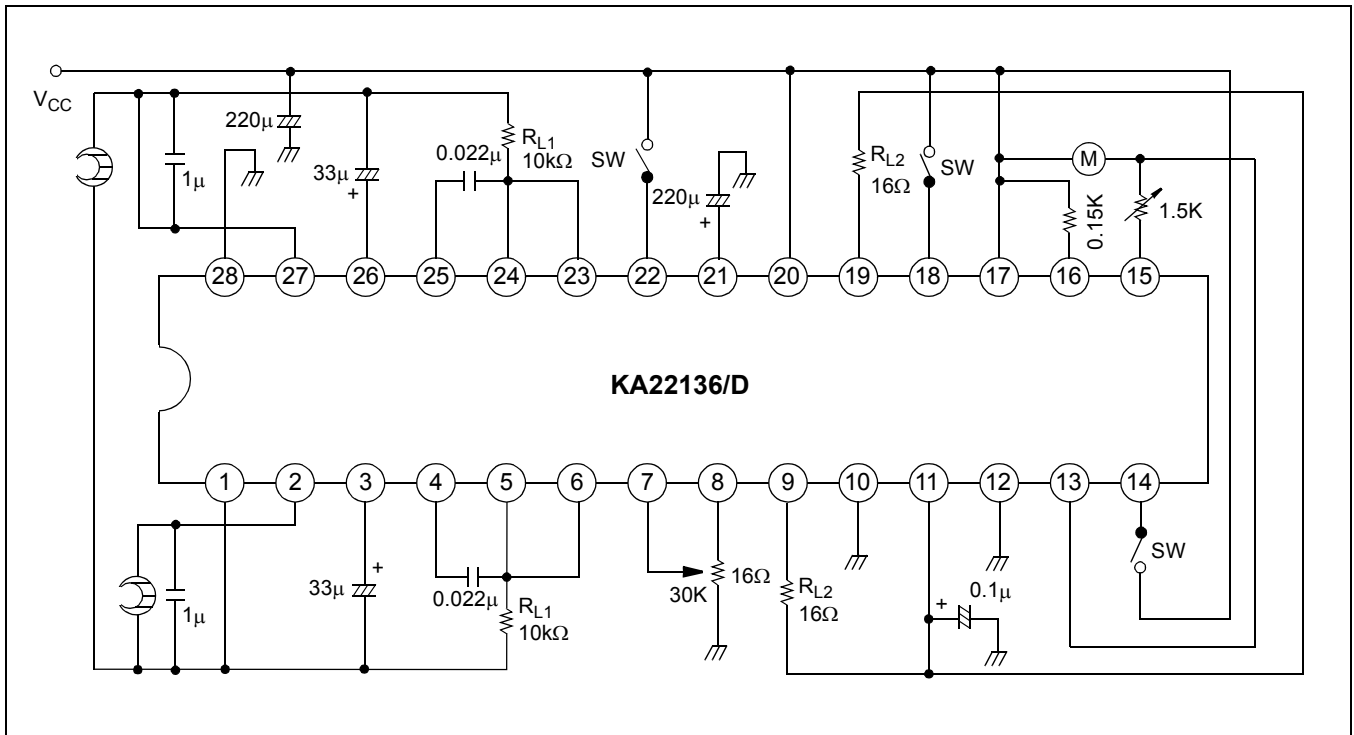 VCC
220μ
1μ
33μ
+
0.022μ
RL1
10kΩ
SW
220μ
+
RL2
16Ω
SW
M
0.15K
1.5K
28 27 26 25 24 23 22 21 20 19 18 17 16 15
KA22136/D
1 2 3 4 5 6 7 8 9 10 11 12 13 14
1μ
33μ
+
0.022μ
RL1
10kΩ
30K
16Ω
RL2
16Ω
+
0.1μ
SW